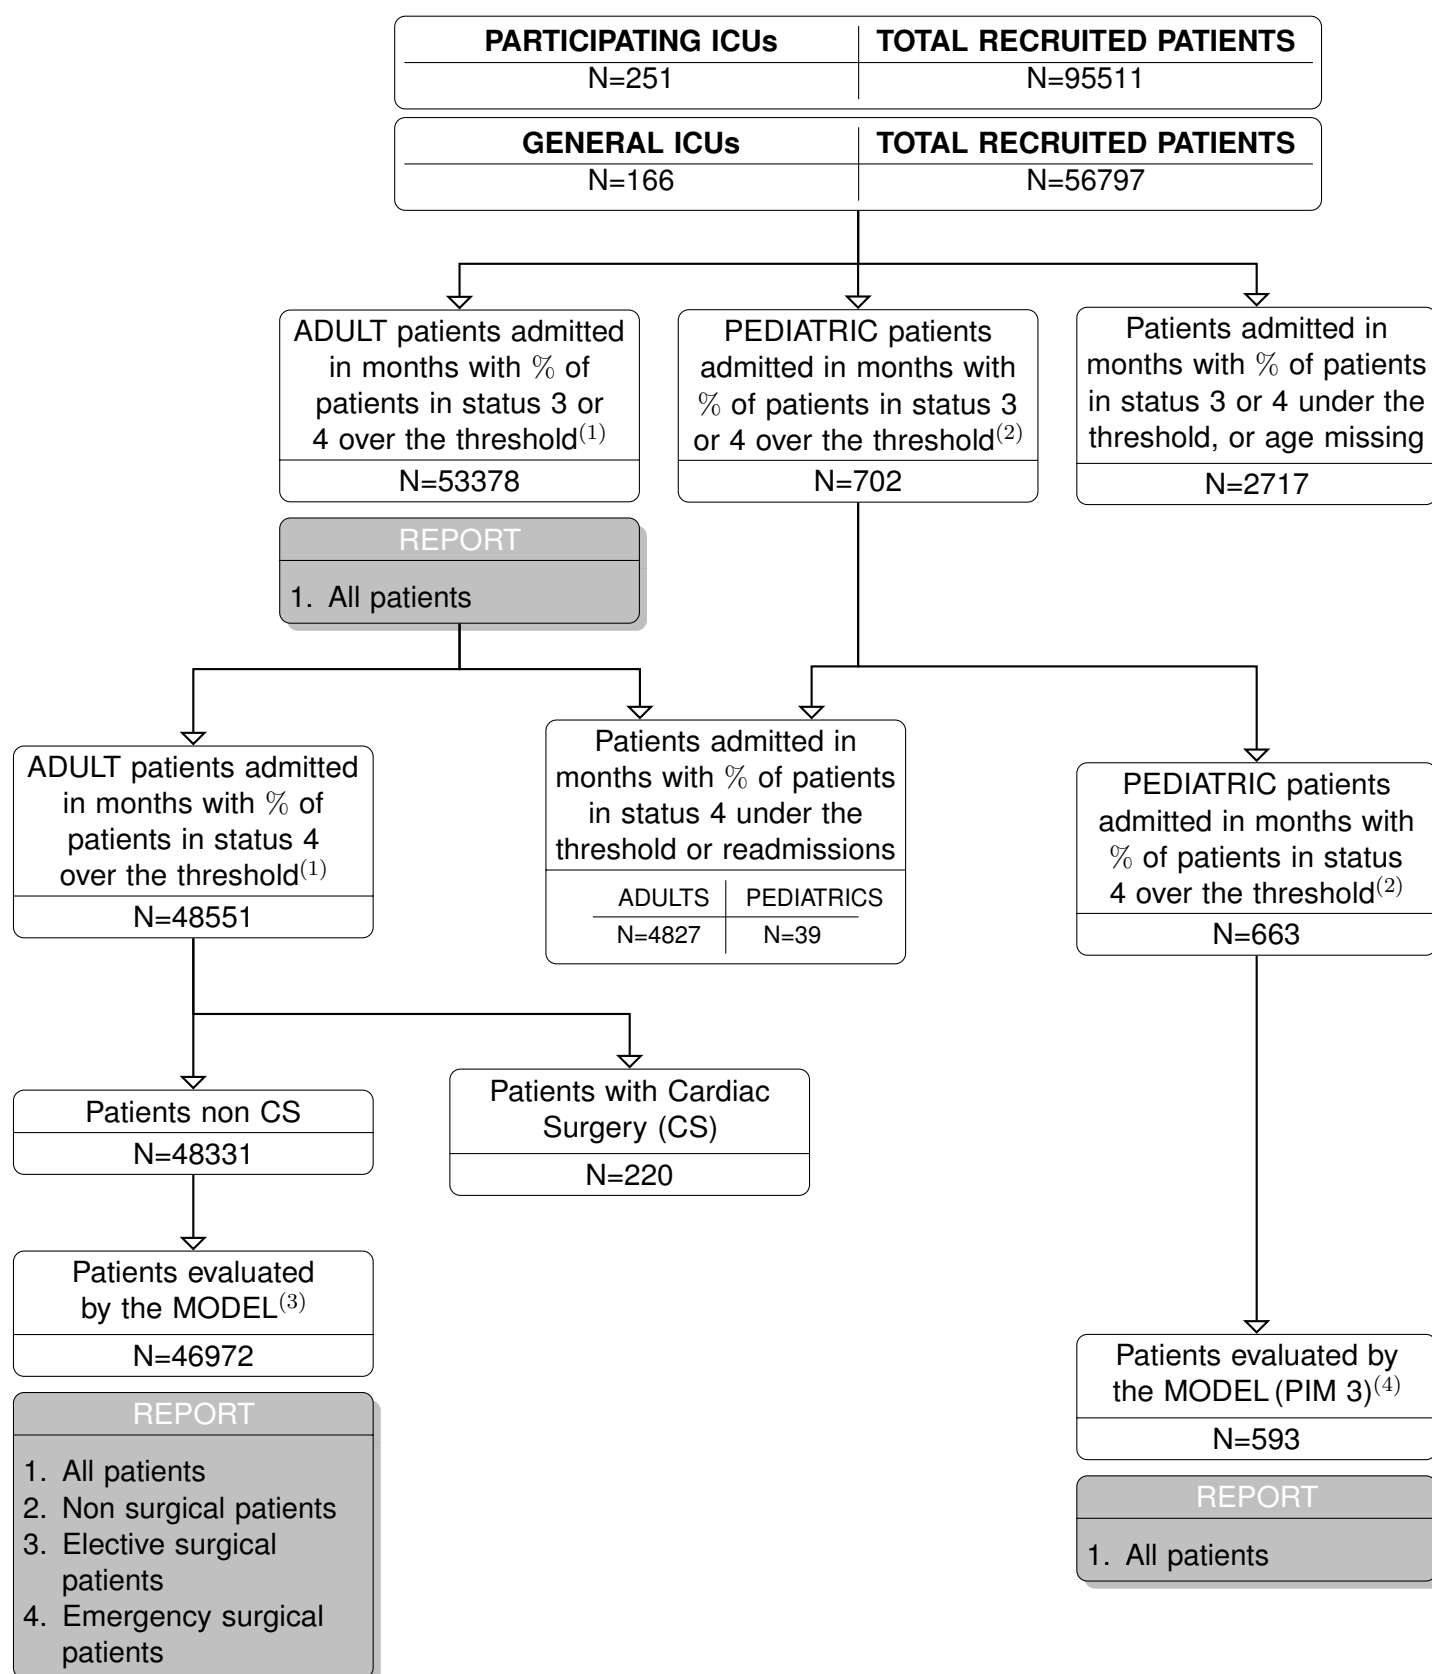 PARTICIPATING ICUs TOTAL RECRUITED PATIENTS
N=251 N=95511
GENERAL ICUs TOTAL RECRUITED PATIENTS
N=166 N=56797
ADULT patients admitted
in months with % of
patients in status 3 or
4 over the threshold(1)
N=53378
PEDIATRIC patients
admitted in months with
% of patients in status 3
or 4 over the threshold(2)
N=702
Patients admitted in
months with % of patients
in status 3 or 4 under the
threshold, or age missing
N=2717
REPORT
1. All patients
ADULT patients admitted
in months with % of
patients in status 4
over the threshold(1)
N=48551
Patients admitted in
months with % of patients
in status 4 under the
threshold or readmissions
ADULTS PEDIATRICS
N=4827 N=39
PEDIATRIC patients
admitted in months with
% of patients in status
4 over the threshold(2)
N=663
Patients non CS
N=48331
Patients with Cardiac
Surgery (CS)
N=220
Patients evaluated
by the MODEL(3)
N=46972
Patients evaluated by
the MODEL (PIM 3)(4)
N=593
REPORT
1. All patients
2. Non surgical patients
3. Elective surgical
patients
4. Emergency surgical
patients
REPORT
1. All patients